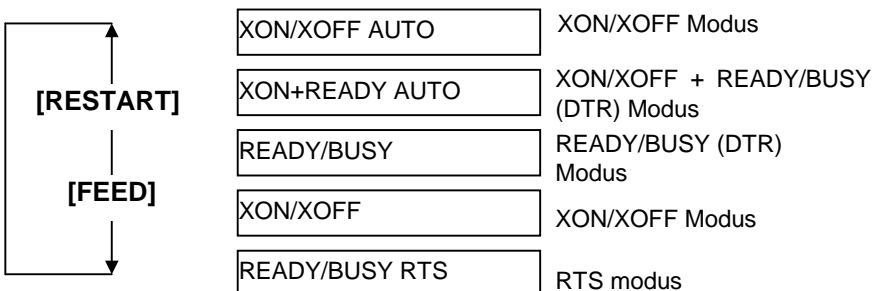 XON/XOFF AUTO XON/XOFF Modus
[RESTART]
XON+READY AUTO XON/XOFF + READY/BUSY
(DTR) Modus
READY/BUSY READY/BUSY (DTR)
Modus
[FEED]
XON/XOFF XON/XOFF Modus
READY/BUSY RTS RTS modus